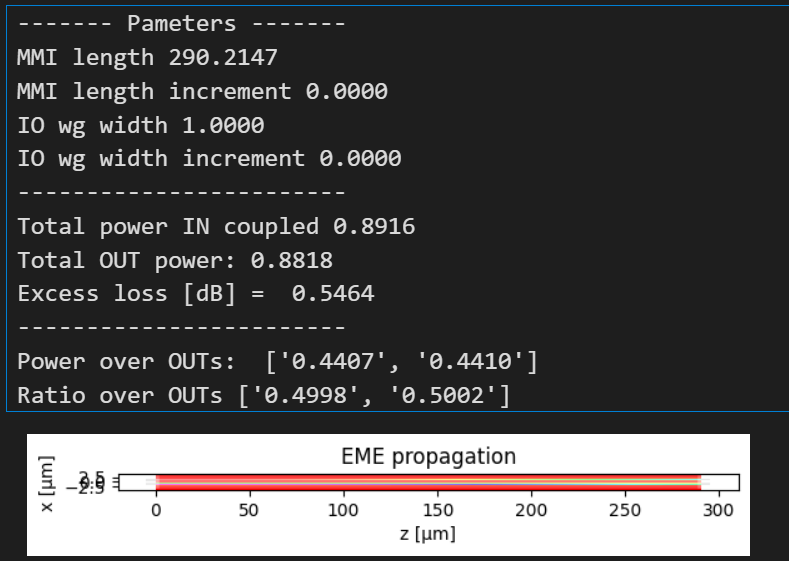 ------- Pameters -------
MMI length 290.2147
MMI length increment 0.0000
IO wg width 1.0000
IO wg width increment 0.0000
------------------------
Total power IN coupled 0.8916
Total OUT power: 0.8818
Excess loss [dB] =  0.5464
------------------------
Power over OUTs:  ['0.4407', '0.4410']
Ratio over OUTs ['0.4998', '0.5002']
EME propagation
x [μm]
2.5
−2.5
0 50 100 150 200 250 300
z [μm]